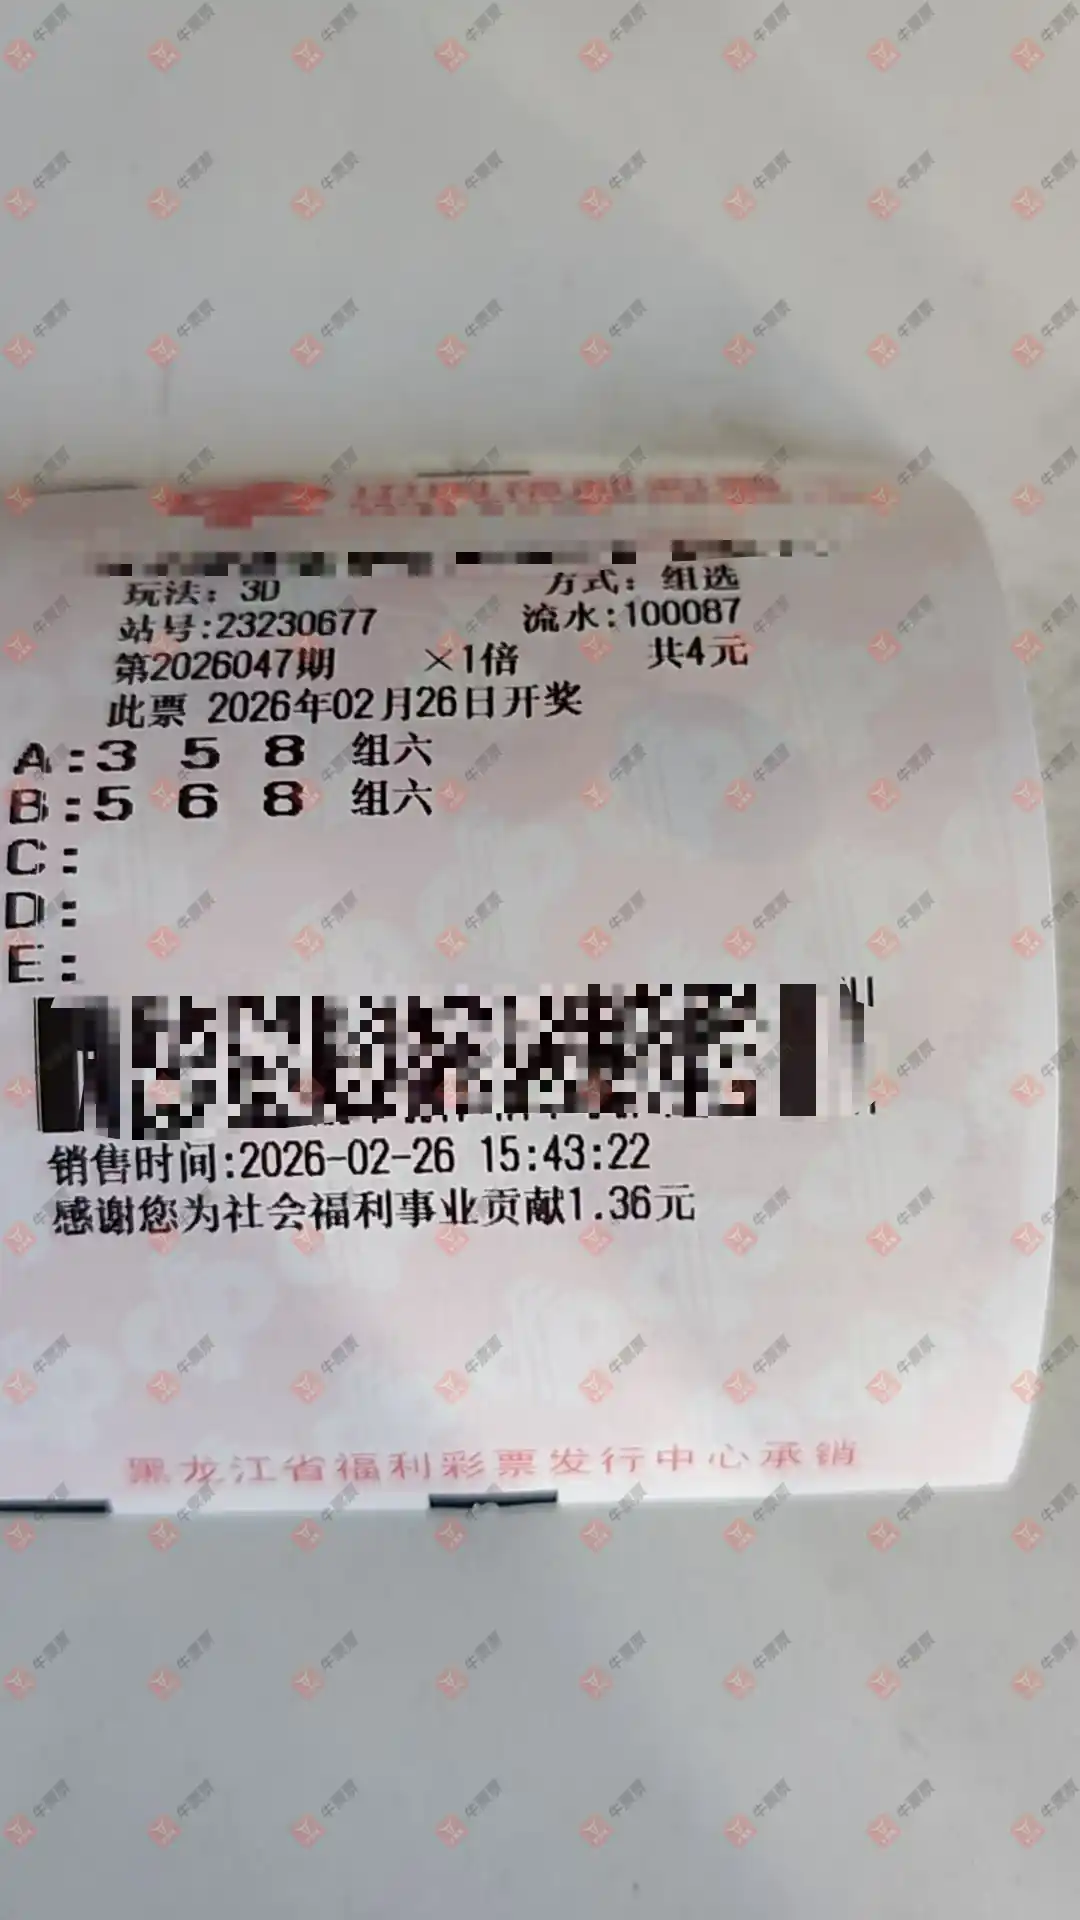 玩法：3D 方式：组选
站号:23230677 流水:100087
第2026047期 ×1倍 共4元
此票 2026年02月26日开奖
A:3 5 8 组六
B:5 6 8 组六
C:
D:
E:
销售时间:2026-02-26 15:43:22
感谢您为社会福利事业贡献1.36元
黑龙江省福利彩票发行中心承销
牛票票